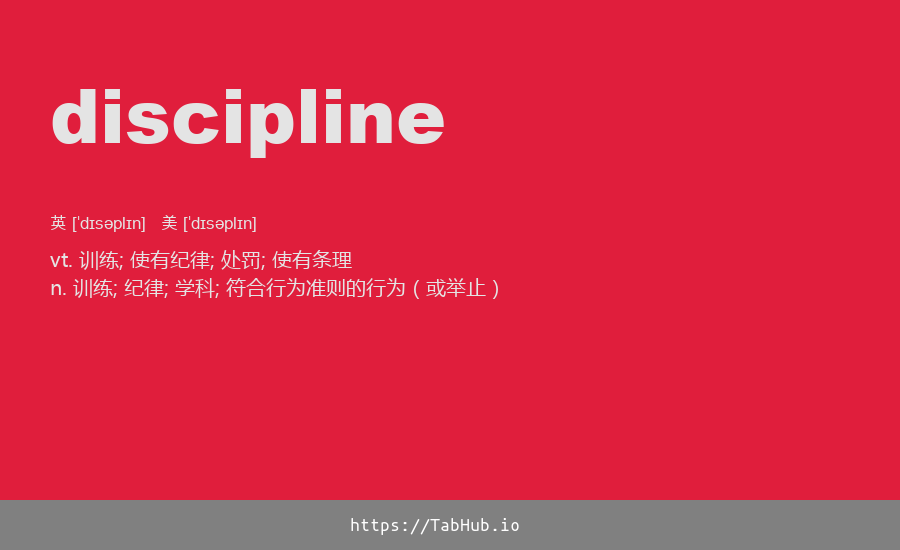 discipline
英 [ˈdɪsəplɪn] 美 [ˈdɪsəplɪn]
vt. 训练; 使有纪律; 处罚; 使有条理
n. 训练; 纪律; 学科; 符合行为准则的行为（或举止）
https://TabHub.io